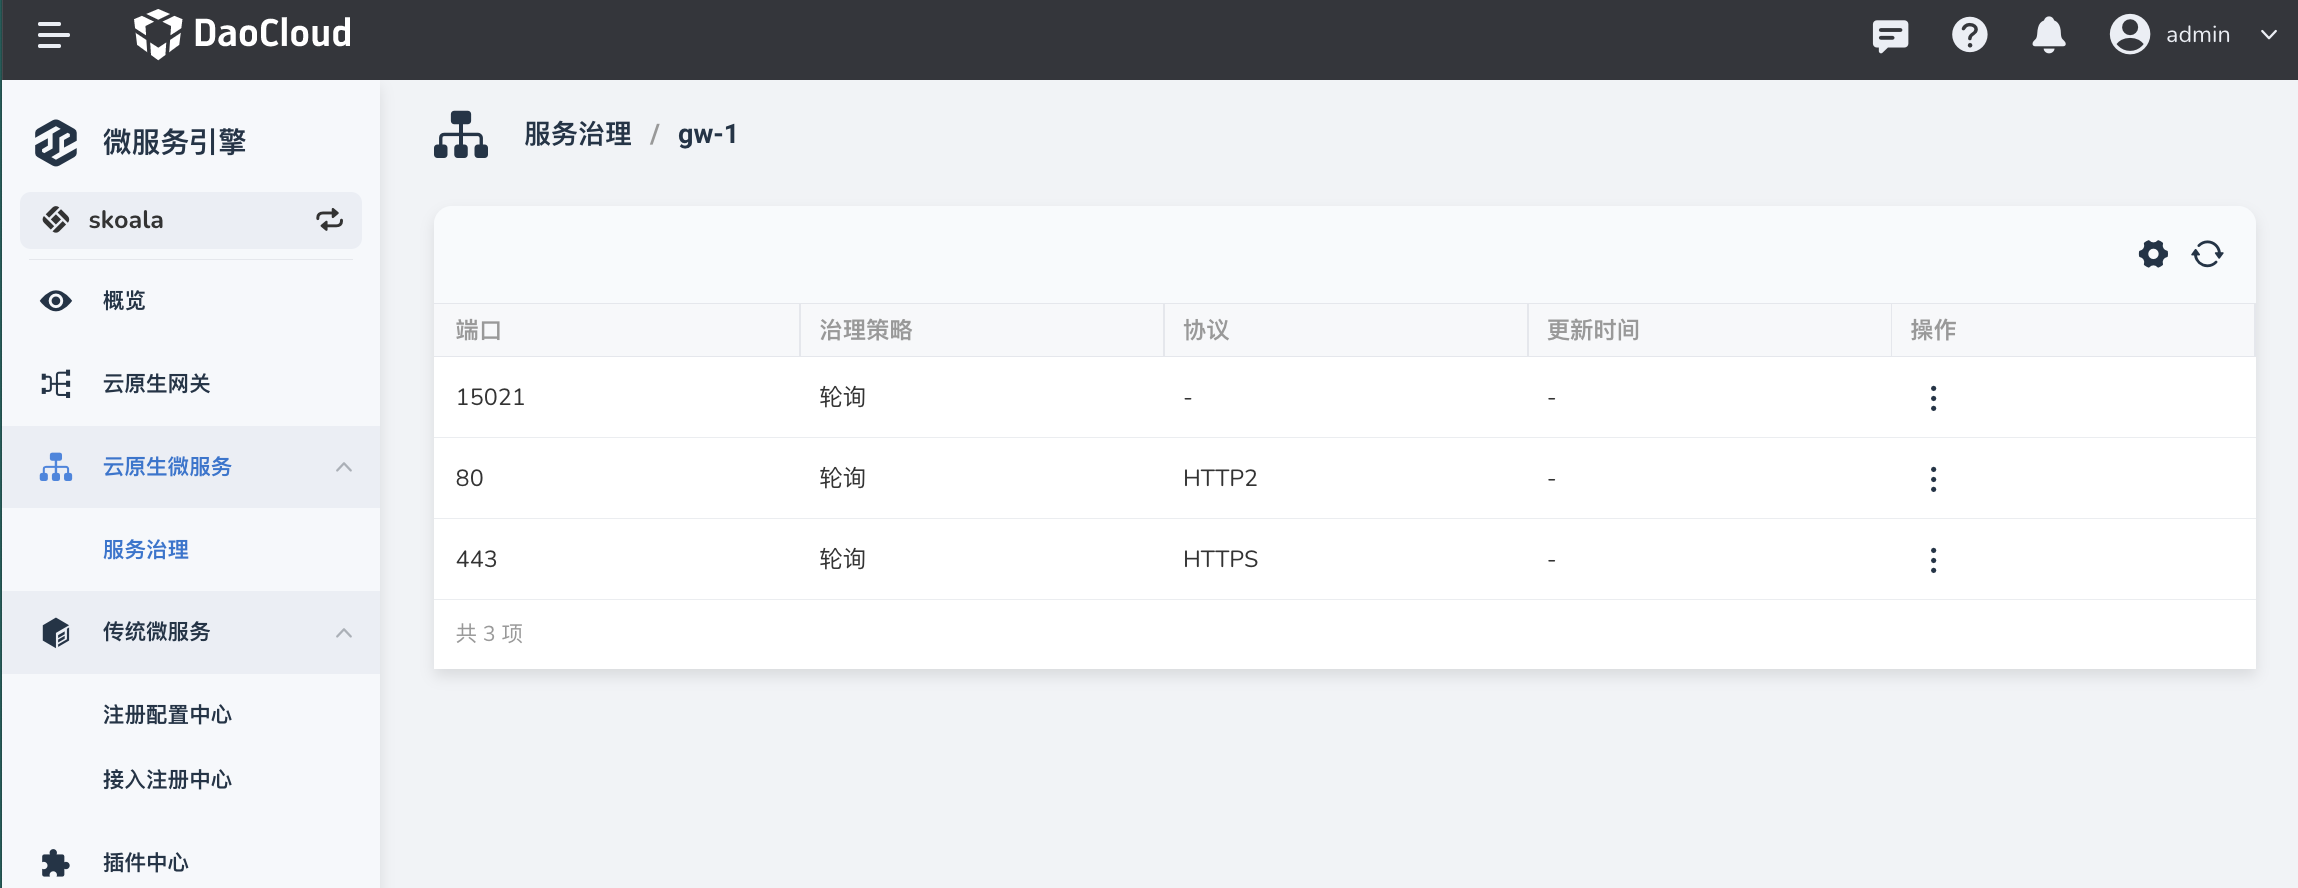 DaoCloud
admin
微服务引擎
skoala
概览
云原生网关
云原生微服务
服务治理
传统微服务
注册配置中心
接入注册中心
插件中心
服务治理 / gw-1
端口 治理策略 协议 更新时间 操作
15021 轮询 - -
80 轮询 HTTP2 -
443 轮询 HTTPS -
共 3 项